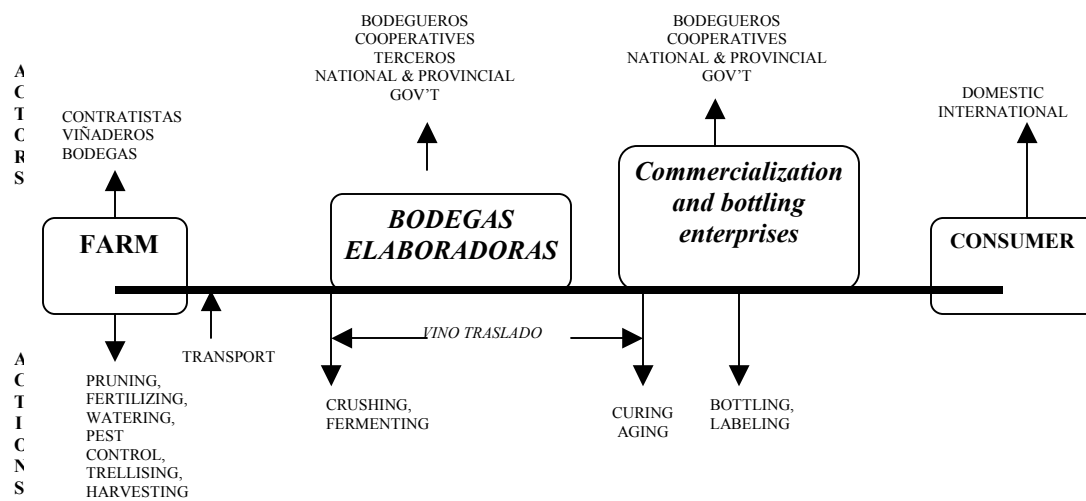 BODEGUEROS
COOPERATIVES
TERCEROS
NATIONAL & PROVINCIAL
GOV'T
BODEGUEROS
COOPERATIVES
NATIONAL & PROVINCIAL
GOV'T
DOMESTIC
INTERNATIONAL
A
C
T
O
R
S
CONTRATISTAS
VIÑADEROS
BODEGAS
FARM
BODEGAS
ELABORADORAS
Commercialization
and bottling
enterprises
CONSUMER
TRANSPORT
VINO TRASLADO
A
C
T
I
O
N
S
PRUNING,
FERTILIZING,
WATERING,
PEST
CONTROL,
TRELLISING,
HARVESTING
CRUSHING,
FERMENTING
CURING
AGING
BOTTLING,
LABELING